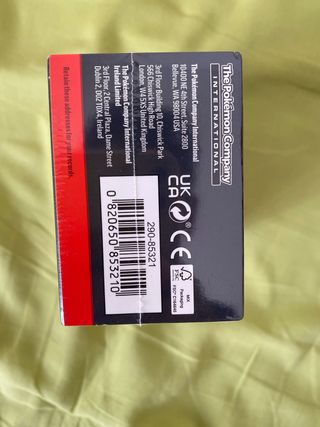 The Pokémon Company
INTERNATIONAL
The Pokémon Company International
10400 NE 4th Street, Suite 2800
Bellevue, WA 98004 USA
3rd Floor Building 10, Chiswick Park
566 Chiswick High Road
London, W4 5XS United Kingdom
The Pokémon Company International
Ireland Limited
3rd Floor, 2 Central Plaza, Dame Street
Dublin 2, D02 T0X4, Ireland
Retain these addresses for your records.
UK
CA
CE
MIX
Packaging
FSC
290-85321
0 820650 853210